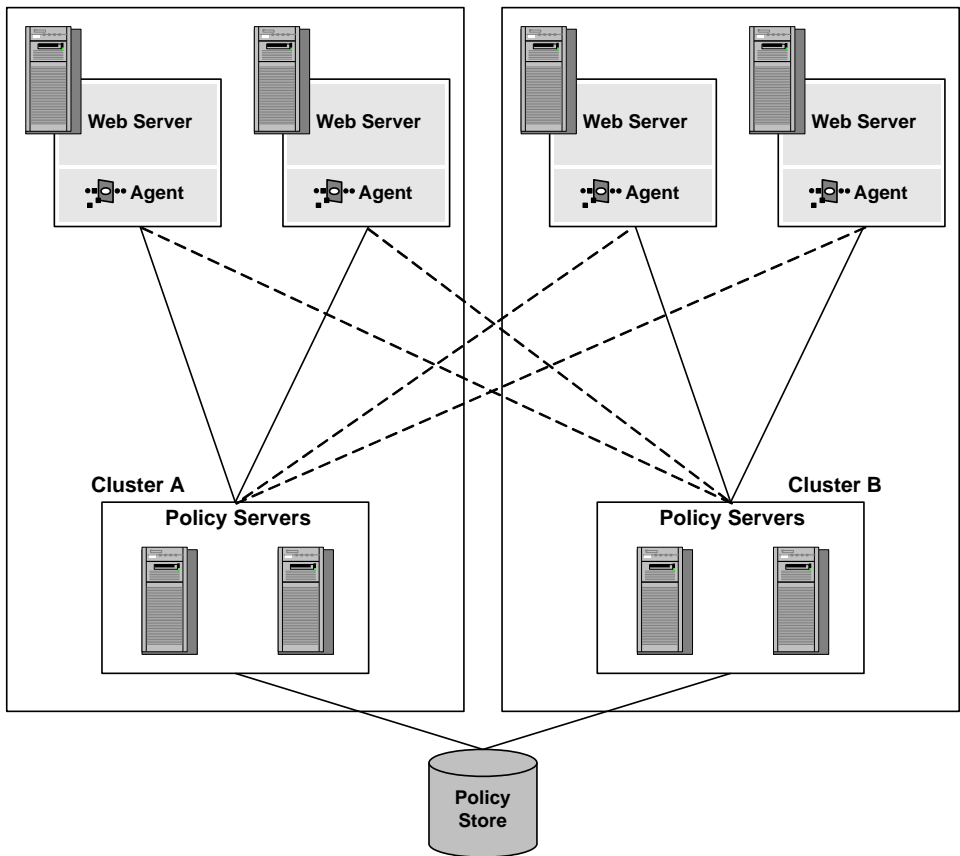 Web Server
Web Server
Web Server
Web Server
Agent
Agent
Agent
Agent
Cluster A
Cluster B
Policy Servers
Policy Servers
Policy
Store